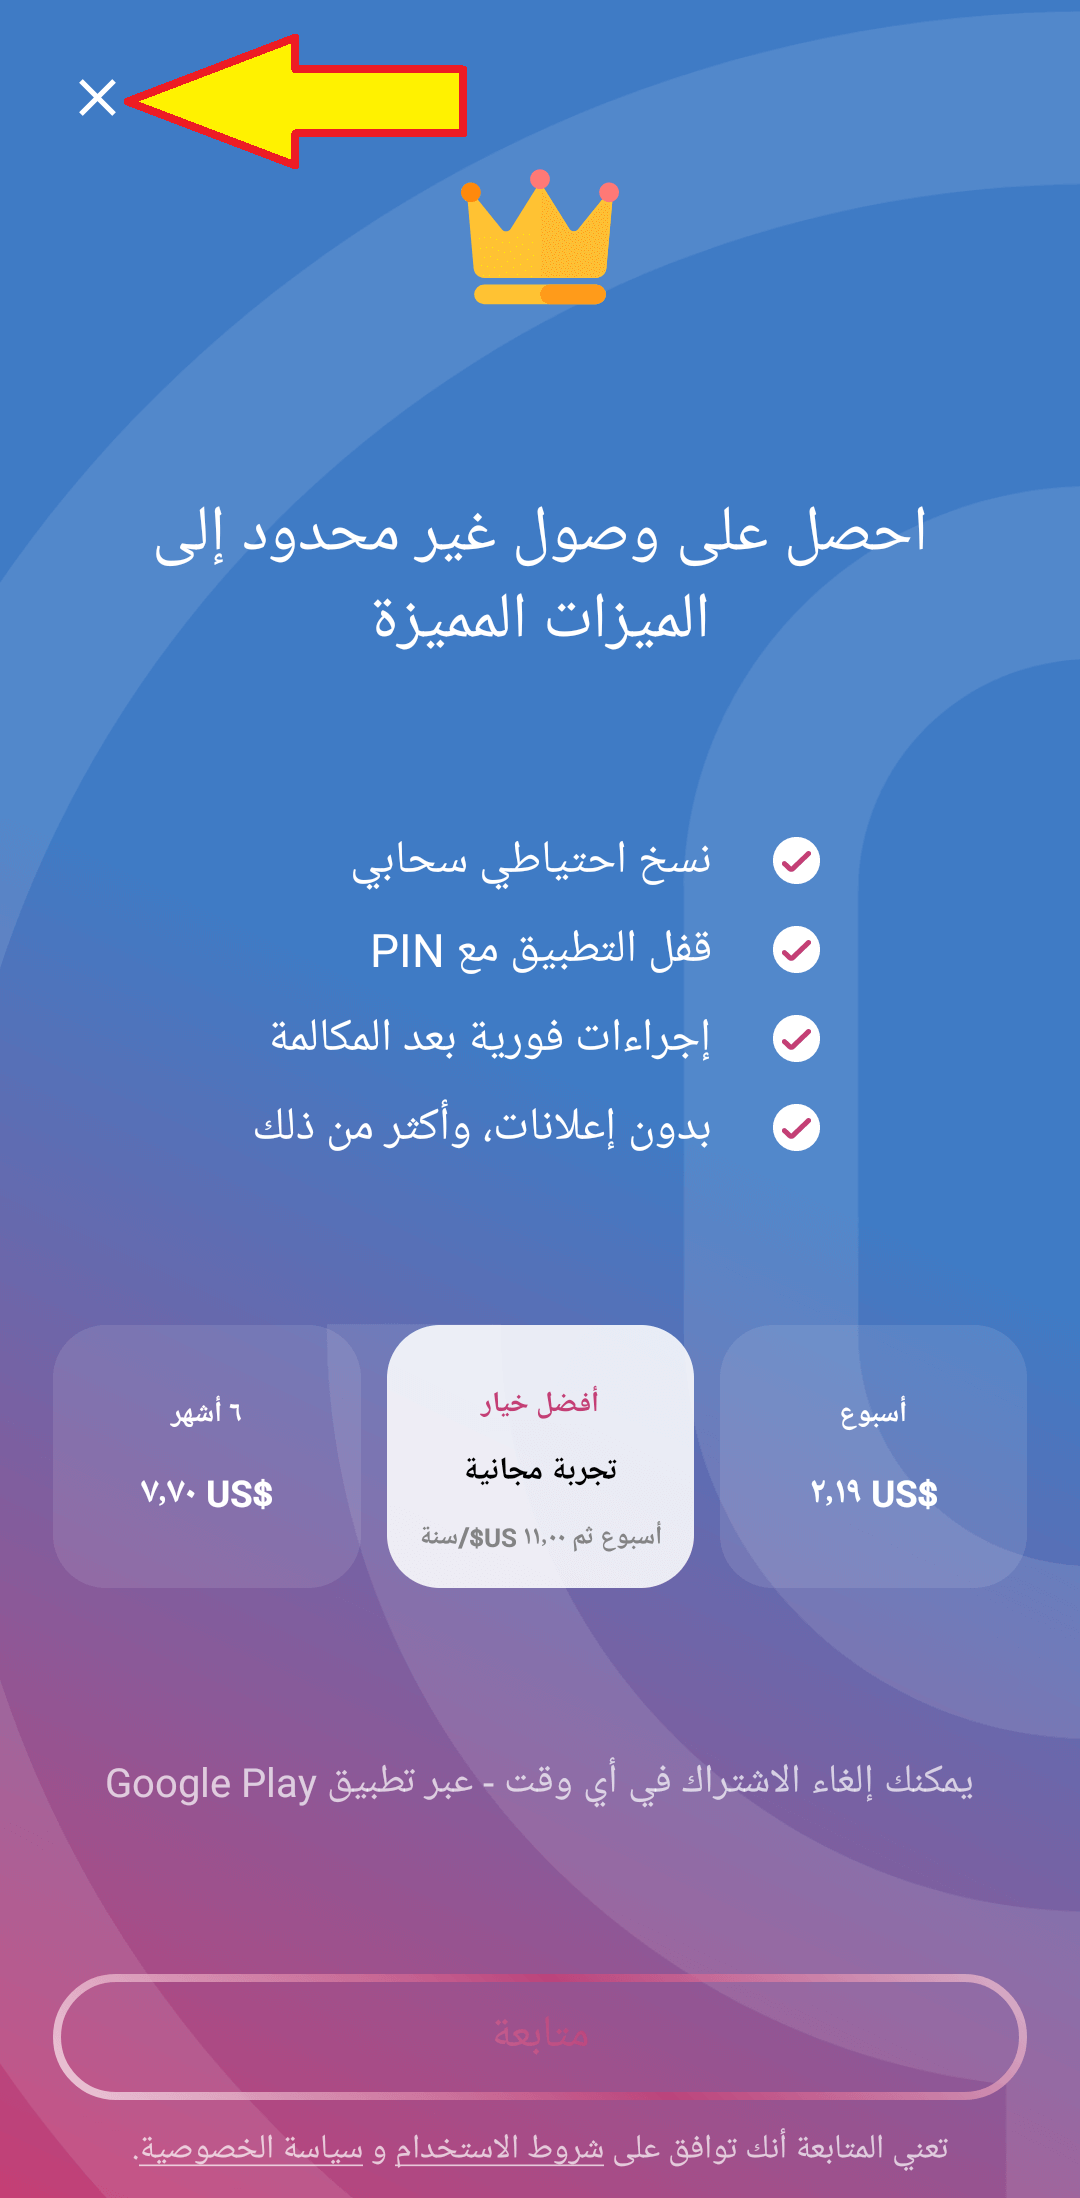 احصل على وصول غير محدود إلى
الميزات المميزة
نسخ احتياطي سحابي
قفل التطبيق مع PIN
إجراءات فورية بعد المكالمة
بدون إعلانات، وأكثر من ذلك
أسبوع
٢,١٩ US$
أفضل خيار
تجربة مجانية
أسبوع ثم ١١,٠٠ US$/سنة
٦ أشهر
٧,٧٠ US$
يمكنك إلغاء الاشتراك في أي وقت - عبر تطبيق Google Play
متابعة
تعني المتابعة أنك توافق على شروط الاستخدام و سياسة الخصوصية.